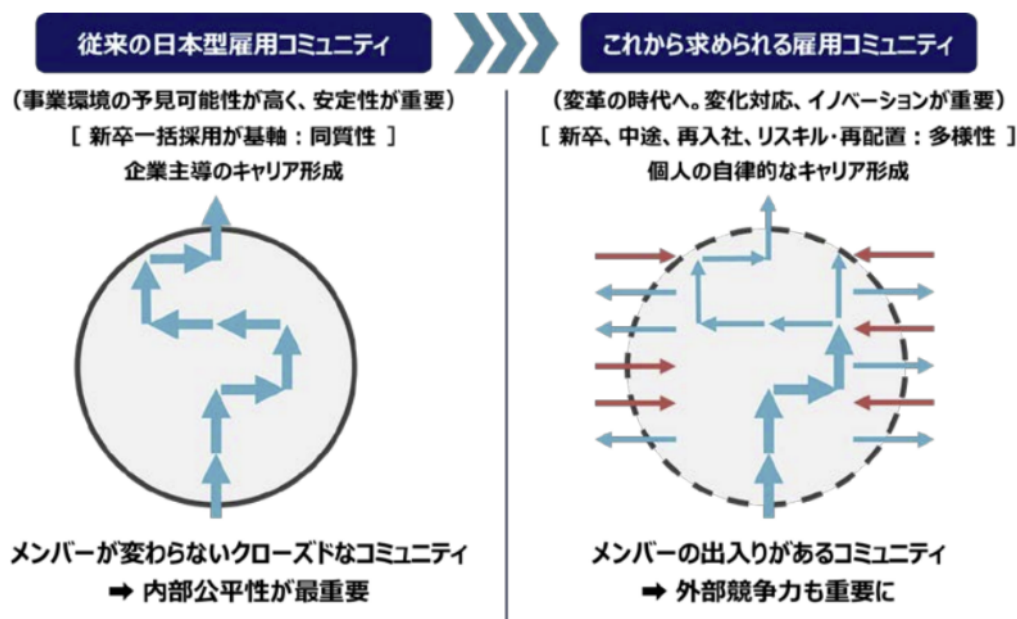 従来の日本型雇用コミュニティ
(事業環境の予見可能性が高く、安定性が重要)
[ 新卒一括採用が基軸：同質性 ]
企業主導のキャリア形成
メンバーが変わらないクローズドなコミュニティ
➡ 内部公平性が最重要
これから求められる雇用コミュニティ
(変革の時代へ。変化対応、イノベーションが重要)
[ 新卒、中途、再入社、リスキル・再配置：多様性 ]
個人の自律的なキャリア形成
メンバーの出入りがあるコミュニティ
➡ 外部競争力も重要に